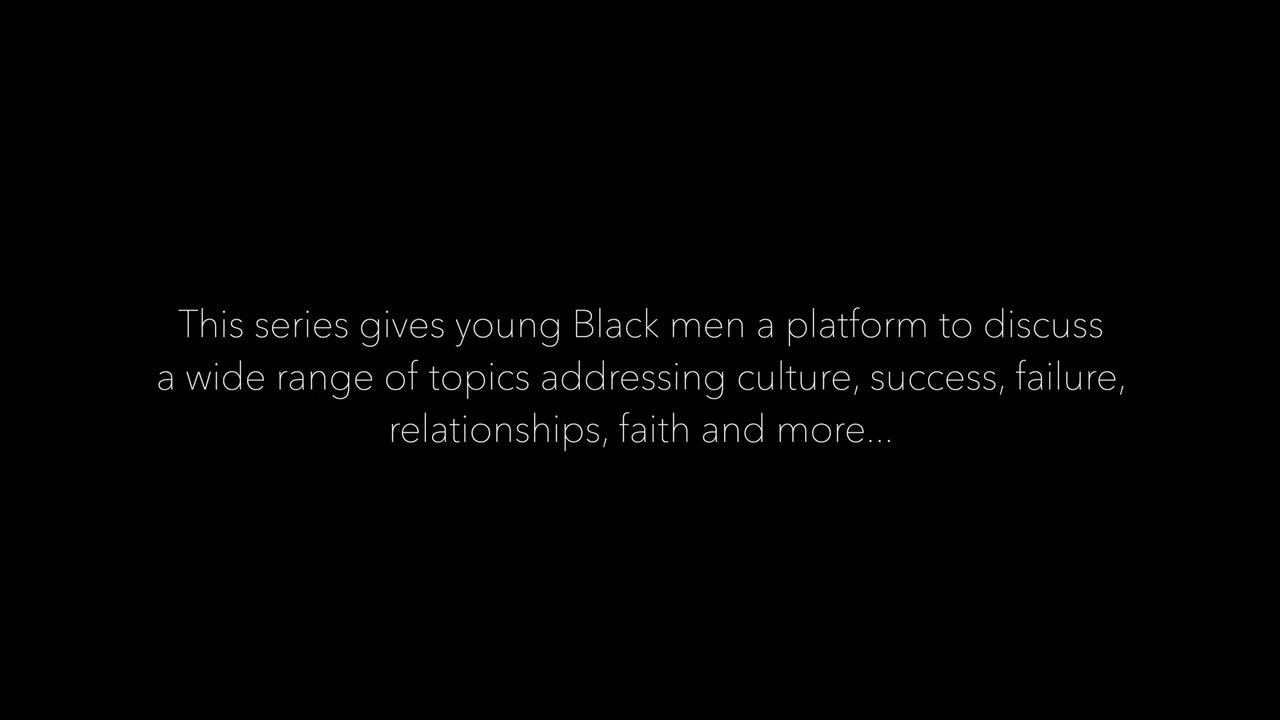 This series gives young Black men a platform to discuss
a wide range of topics addressing culture, success, failure,
relationships, faith and more...